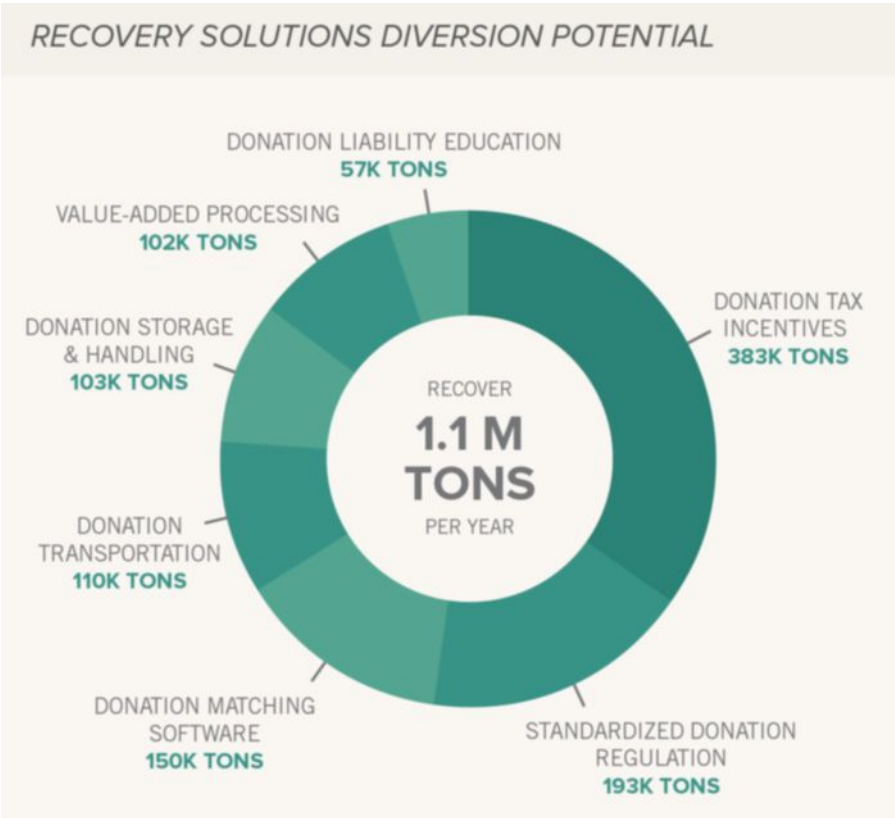 RECOVERY SOLUTIONS DIVERSION POTENTIAL
DONATION LIABILITY EDUCATION
57K TONS
VALUE-ADDED PROCESSING
102K TONS
DONATION TAX
INCENTIVES
383K TONS
DONATION STORAGE
& HANDLING
103K TONS
RECOVER
1.1 M
TONS
PER YEAR
DONATION
TRANSPORTATION
110K TONS
DONATION MATCHING
SOFTWARE
150K TONS
STANDARDIZED DONATION
REGULATION
193K TONS